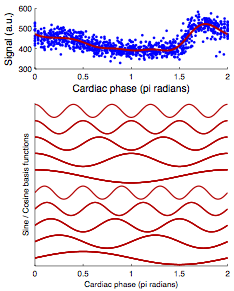 600
500
400
300
Signal (a.u.)
0 0.5 1 1.5 2
Cardiac phase (pi radians)
Sine / Cosine basis functions
0 0.5 1 1.5 2
Cardiac phase (pi radians)